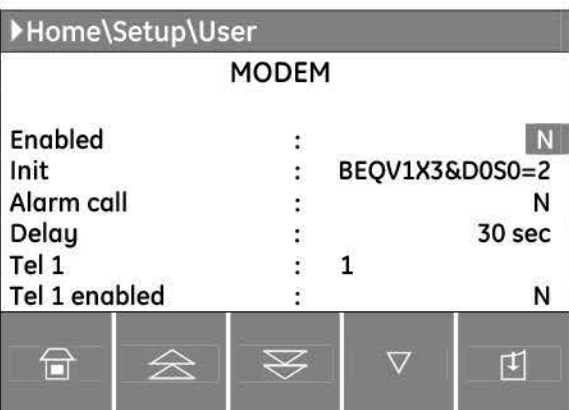 Home\Setup\User
MODEM
Enabled : N
Init : BEQV1X3&D0S0=2
Alarm call : N
Delay : 30 sec
Tel 1 : 1
Tel 1 enabled : N